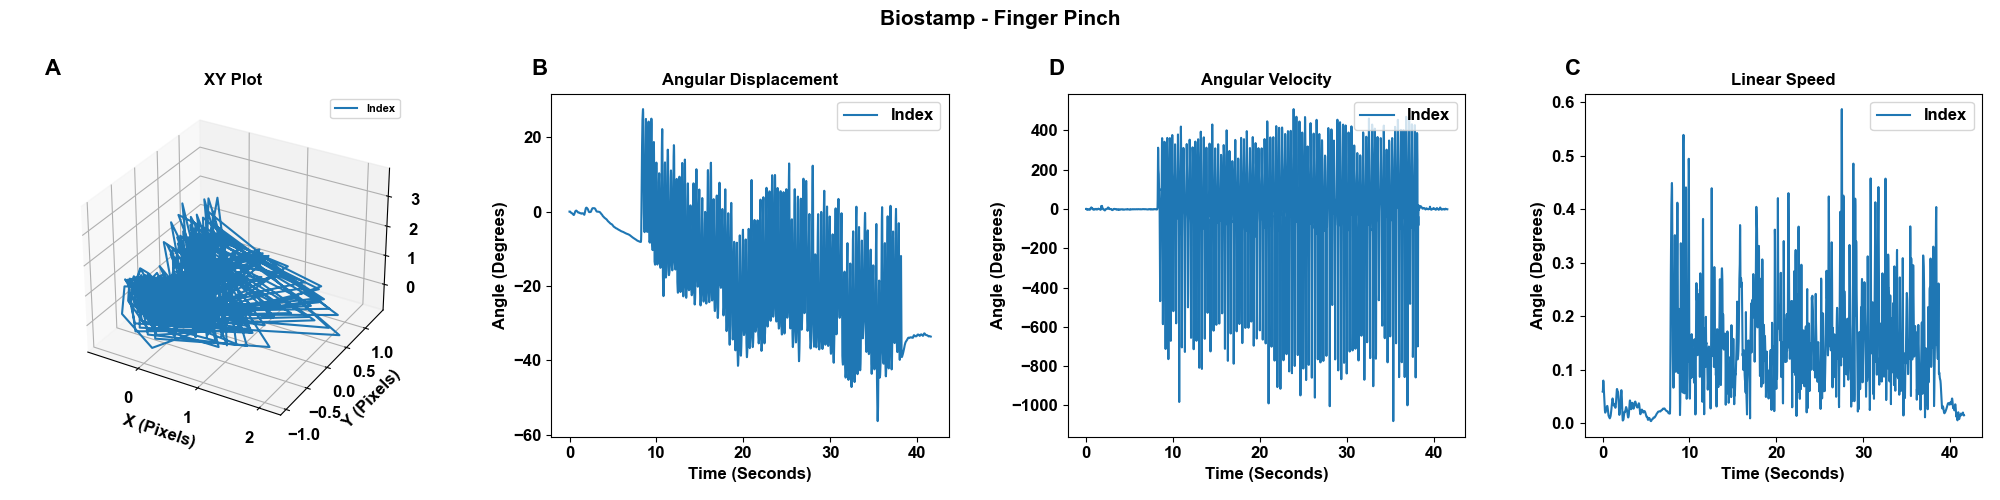 Biostamp - Finger Pinch
A
XY Plot
Index
3
2
1
0
1.0
0.5
0.0
−0.5
−1.0
0
1
2
X (Pixels)
Y (Pixels)
B
Angular Displacement
Index
20
0
−20
−40
−60
Angle (Degrees)
0 10 20 30 40
Time (Seconds)
D
Angular Velocity
Index
400
200
0
−200
−400
−600
−800
−1000
Angle (Degrees)
0 10 20 30 40
Time (Seconds)
C
Linear Speed
Index
0.6
0.5
0.4
0.3
0.2
0.1
0.0
Angle (Degrees)
0 10 20 30 40
Time (Seconds)